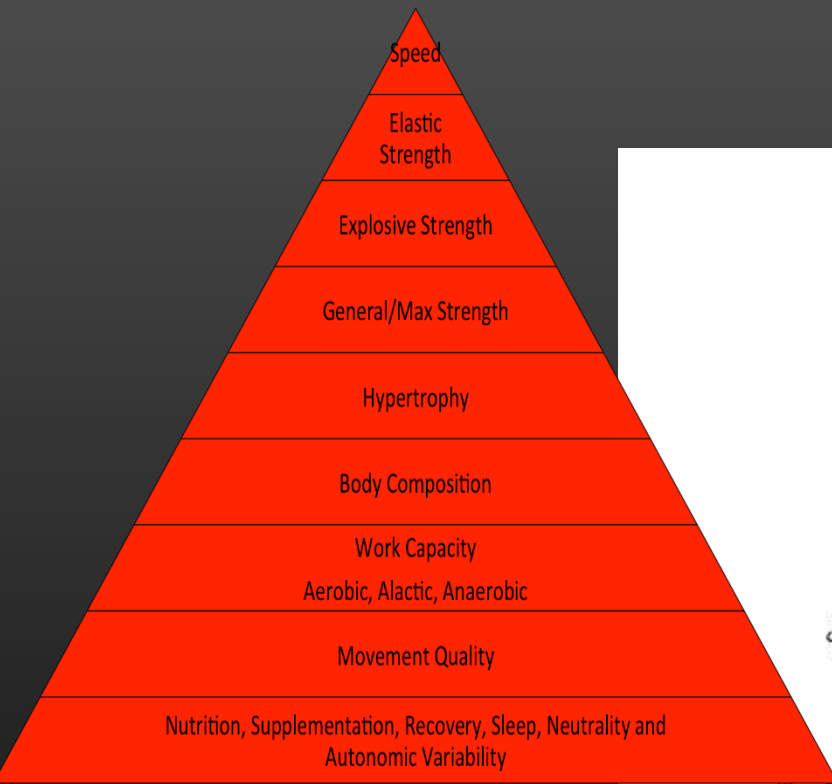 Speed
Elastic
Strength
Explosive Strength
General/Max Strength
Hypertrophy
Body Composition
Work Capacity
Aerobic, Alactic, Anaerobic
Movement Quality
Nutrition, Supplementation, Recovery, Sleep, Neutrality and
Autonomic Variability